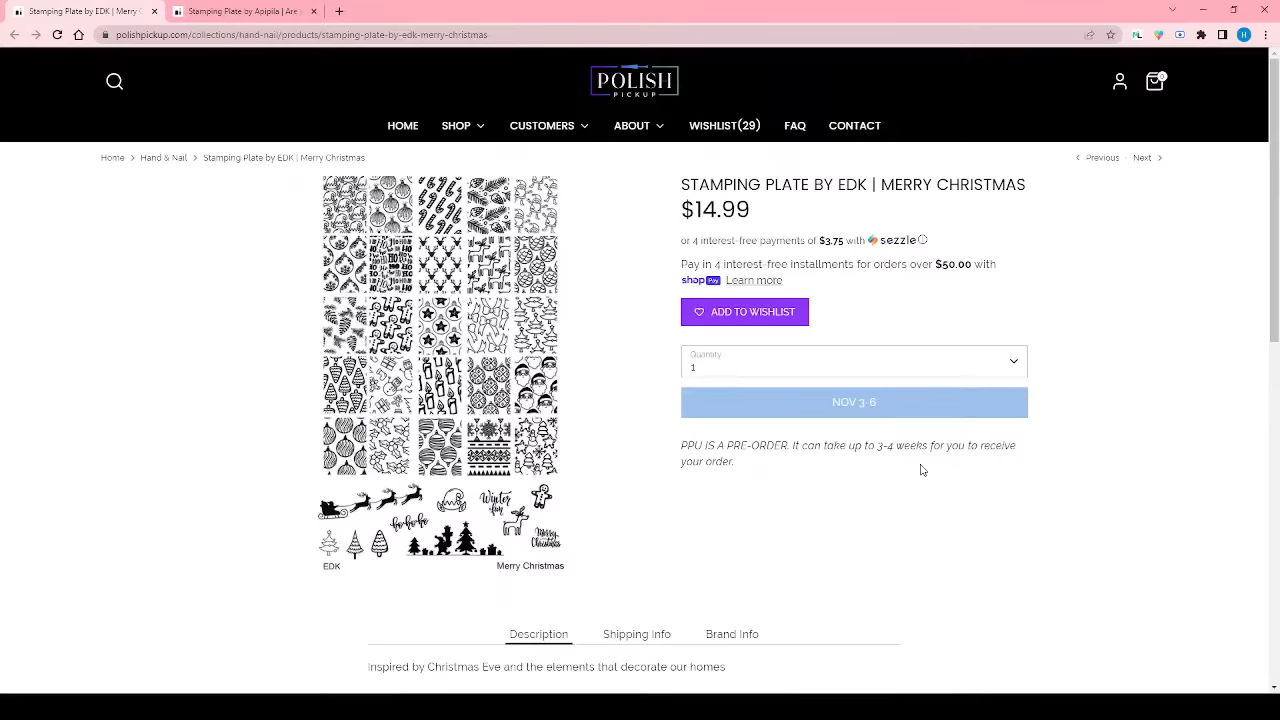 Stamping Plate by EDK | Merry C
Stamping Plate by Apipila | Are
polishpickup.com/collections/hand-nail/products/stamping-plate-by-edk-merry-christmas
H
POLISH
PICKUP
0
HOME SHOP CUSTOMERS ABOUT WISHLIST(29) FAQ CONTACT
Home > Hand & Nail > Stamping Plate by EDK | Merry Christmas
< Previous Next >
STAMPING PLATE BY EDK | MERRY CHRISTMAS
$14.99
or 4 interest-free payments of $3.75 with sezzle
Pay in 4 interest-free installments for orders over $50.00 with
shop Pay Learn more
ADD TO WISHLIST
Quantity
1
NOV 3-6
PPU IS A PRE-ORDER. It can take up to 3-4 weeks for you to receive
your order.
Winter
fun
ho-ho-ho
Merry
Christmas
EDK Merry Christmas
Description Shipping Info Brand Info
Inspired by Christmas Eve and the elements that decorate our homes